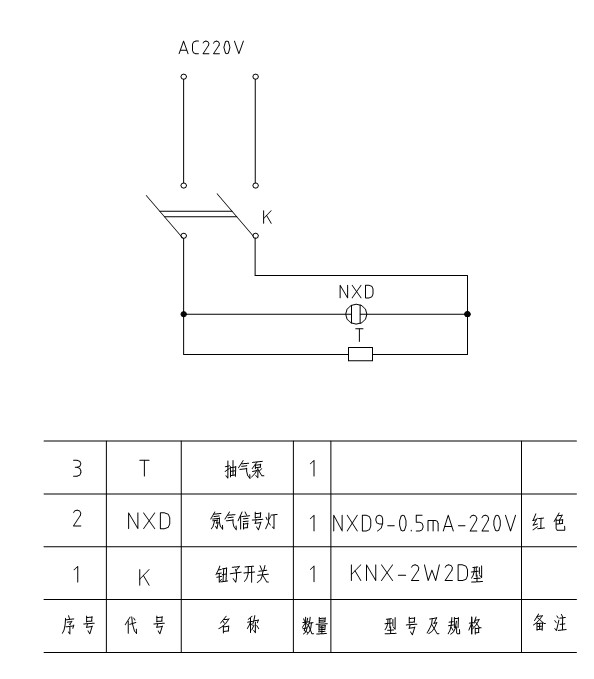 AC220V
K
NXD
T
3 T 抽气泵 1
2 NXD 氖气信号灯 1 NXD9-0.5mA-220V 红色
1 K 钮子开关 1 KNX-2W2D型
序号 代号 名称 数量 型号及规格 备注